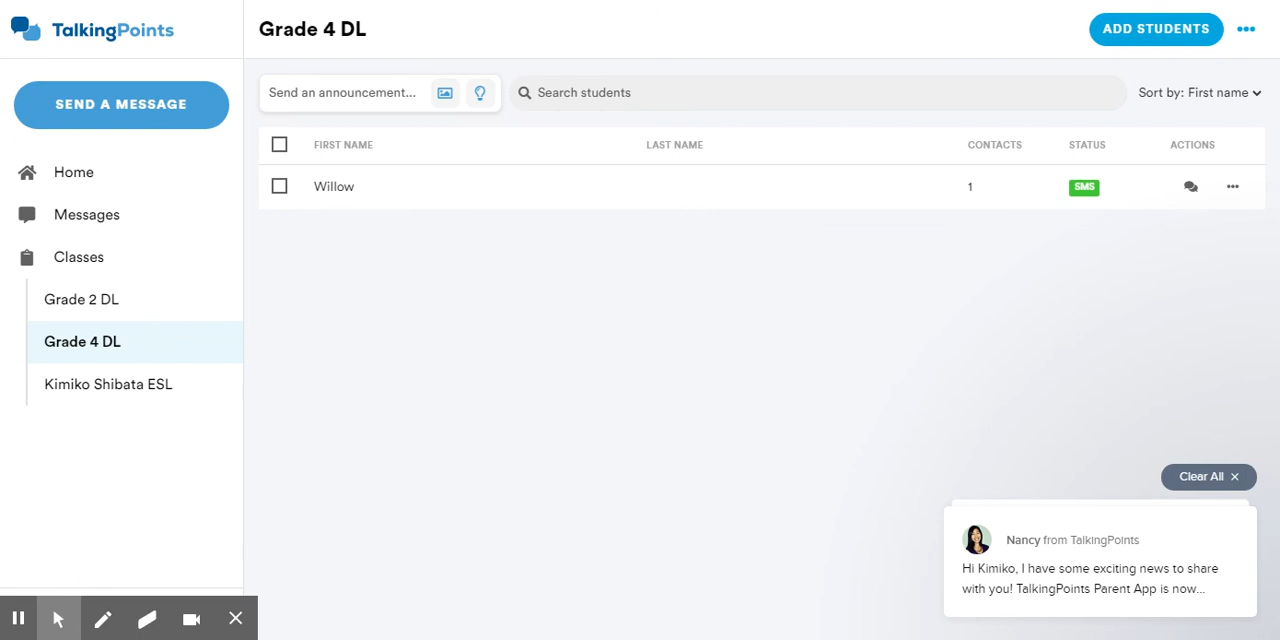 TalkingPoints
Grade 4 DL
ADD STUDENTS
SEND A MESSAGE
Send an announcement...
Search students
Sort by: First name
FIRST NAME
LAST NAME
CONTACTS
STATUS
ACTIONS
Willow
1
SMS
Home
Messages
Classes
Grade 2 DL
Grade 4 DL
Kimiko Shibata ESL
Clear All
Nancy from TalkingPoints
Hi Kimiko, I have some exciting news to share
with you! TalkingPoints Parent App is now...